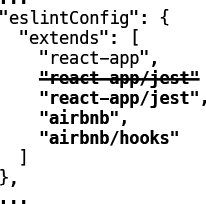 ...
"eslintConfig": {
  "extends": [
    "react-app",
    "react-app/jest"
    "react-app/jest",
    "airbnb",
    "airbnb/hooks"
  ]
},
...